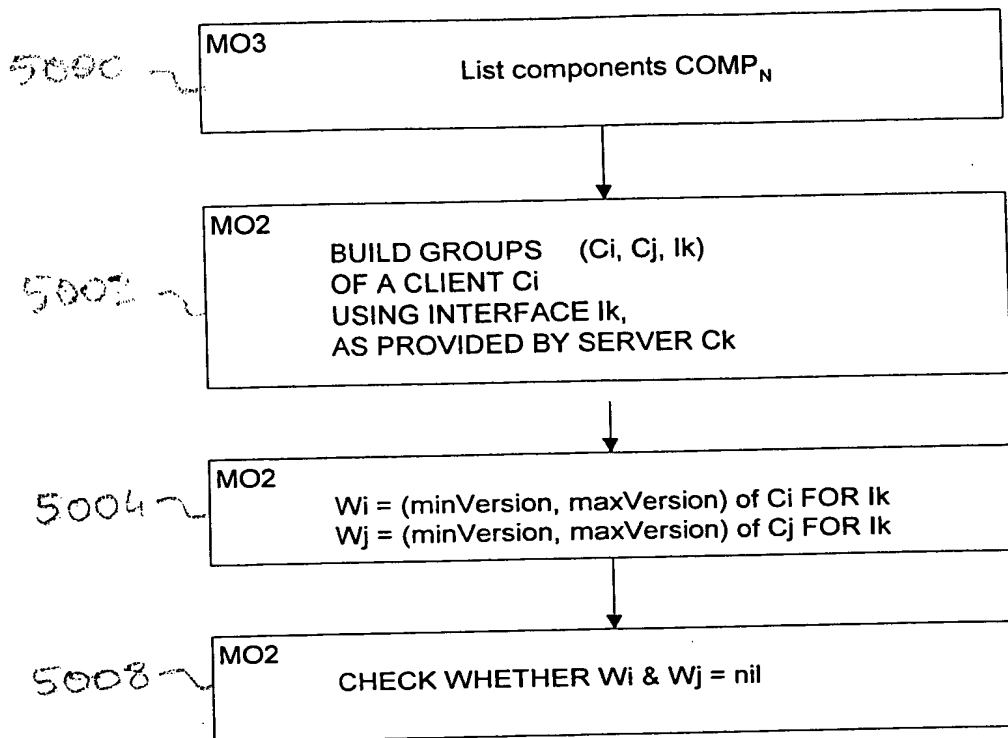 5000
MO3
List components COMP_N
5002
MO2
BUILD GROUPS (Ci, Cj, Ik)
OF A CLIENT Ci
USING INTERFACE Ik,
AS PROVIDED BY SERVER Ck
5004
MO2
Wi = (minVersion, maxVersion) of Ci FOR Ik
Wj = (minVersion, maxVersion) of Cj FOR Ik
5008
MO2
CHECK WHETHER Wi & Wj = nil